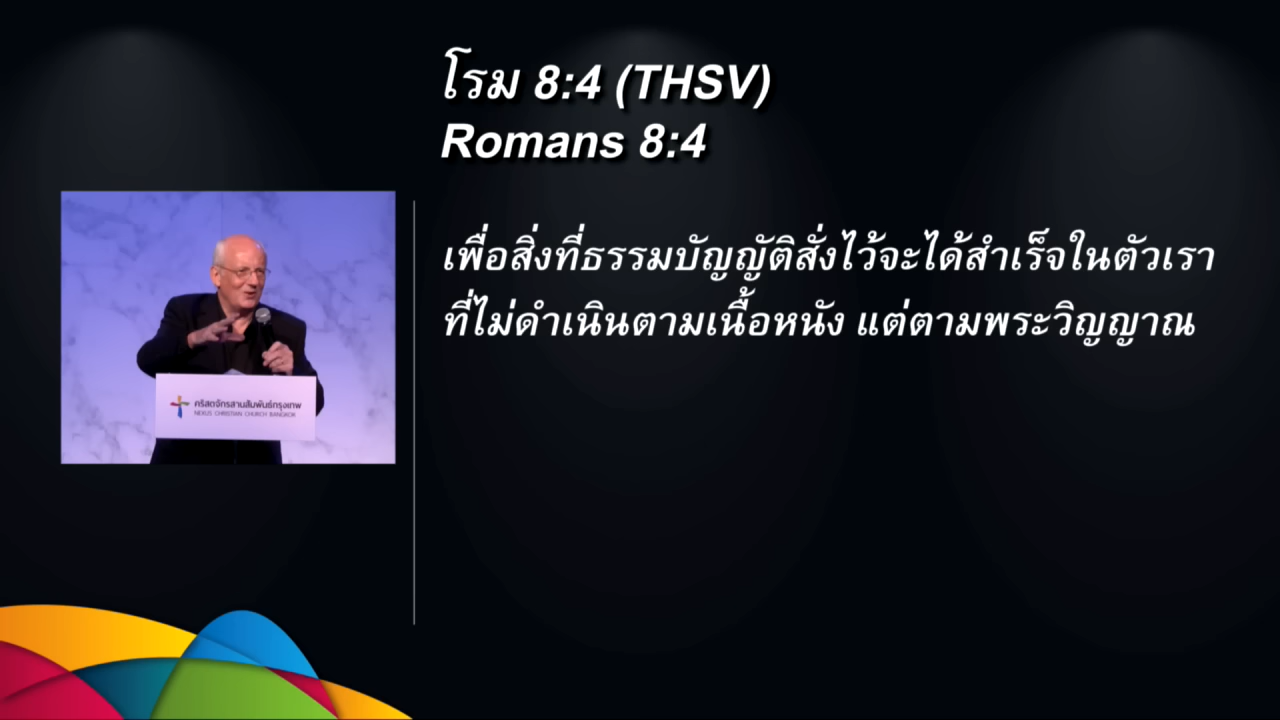 โรม 8:4 (THSV)
Romans 8:4
เพื่อสิ่งที่ธรรมบัญญัติสั่งไว้จะได้สำเร็จในตัวเรา
ที่ไม่ดำเนินตามเนื้อหนัง แต่ตามพระวิญญาณ
คริสตจักรสานสัมพันธ์กรุงเทพ
NEXUS CHRISTIAN CHURCH BANGKOK